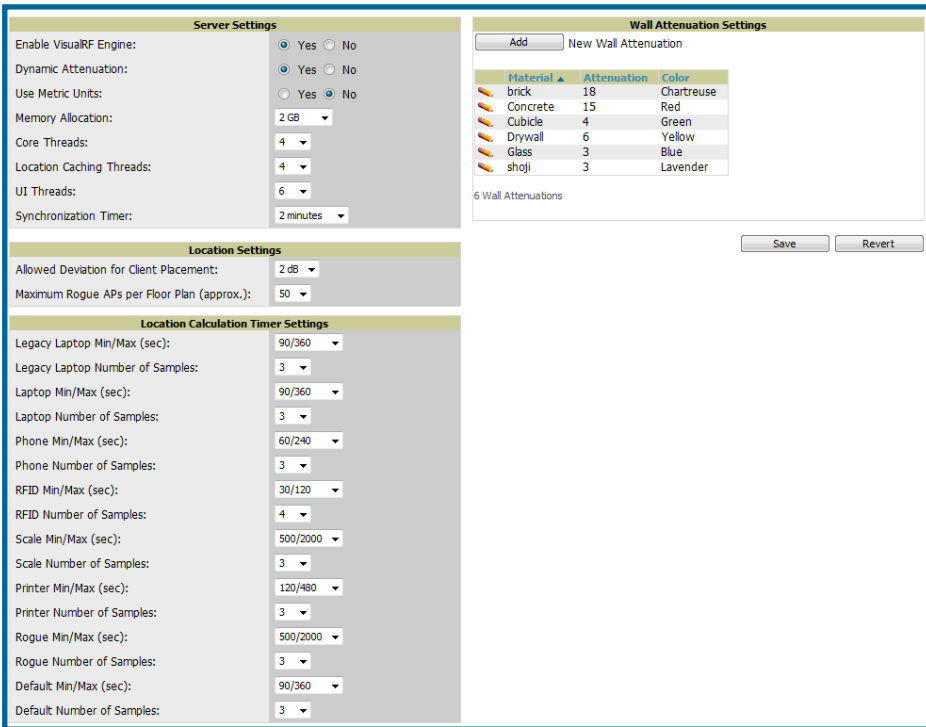 Server Settings
Enable VisualRF Engine: Yes No
Dynamic Attenuation: Yes No
Use Metric Units: Yes No
Memory Allocation: 2 GB
Core Threads: 4
Location Caching Threads: 4
UI Threads: 6
Synchronization Timer: 2 minutes
Location Settings
Allowed Deviation for Client Placement: 2 dB
Maximum Rogue APs per Floor Plan (approx.): 50
Location Calculation Timer Settings
Legacy Laptop Min/Max (sec): 90/360
Legacy Laptop Number of Samples: 3
Laptop Min/Max (sec): 90/360
Laptop Number of Samples: 3
Phone Min/Max (sec): 60/240
Phone Number of Samples: 3
RFID Min/Max (sec): 30/120
RFID Number of Samples: 4
Scale Min/Max (sec): 500/2000
Scale Number of Samples: 3
Printer Min/Max (sec): 120/480
Printer Number of Samples: 3
Rogue Min/Max (sec): 500/2000
Rogue Number of Samples: 3
Default Min/Max (sec): 90/360
Default Number of Samples: 3
Wall Attenuation Settings
Add New Wall Attenuation
Material Attenuation Color
brick 18 Chartreuse
Concrete 15 Red
Cubicle 4 Green
Drywall 6 Yellow
Glass 3 Blue
shoji 3 Lavender
6 Wall Attenuations
Save Revert